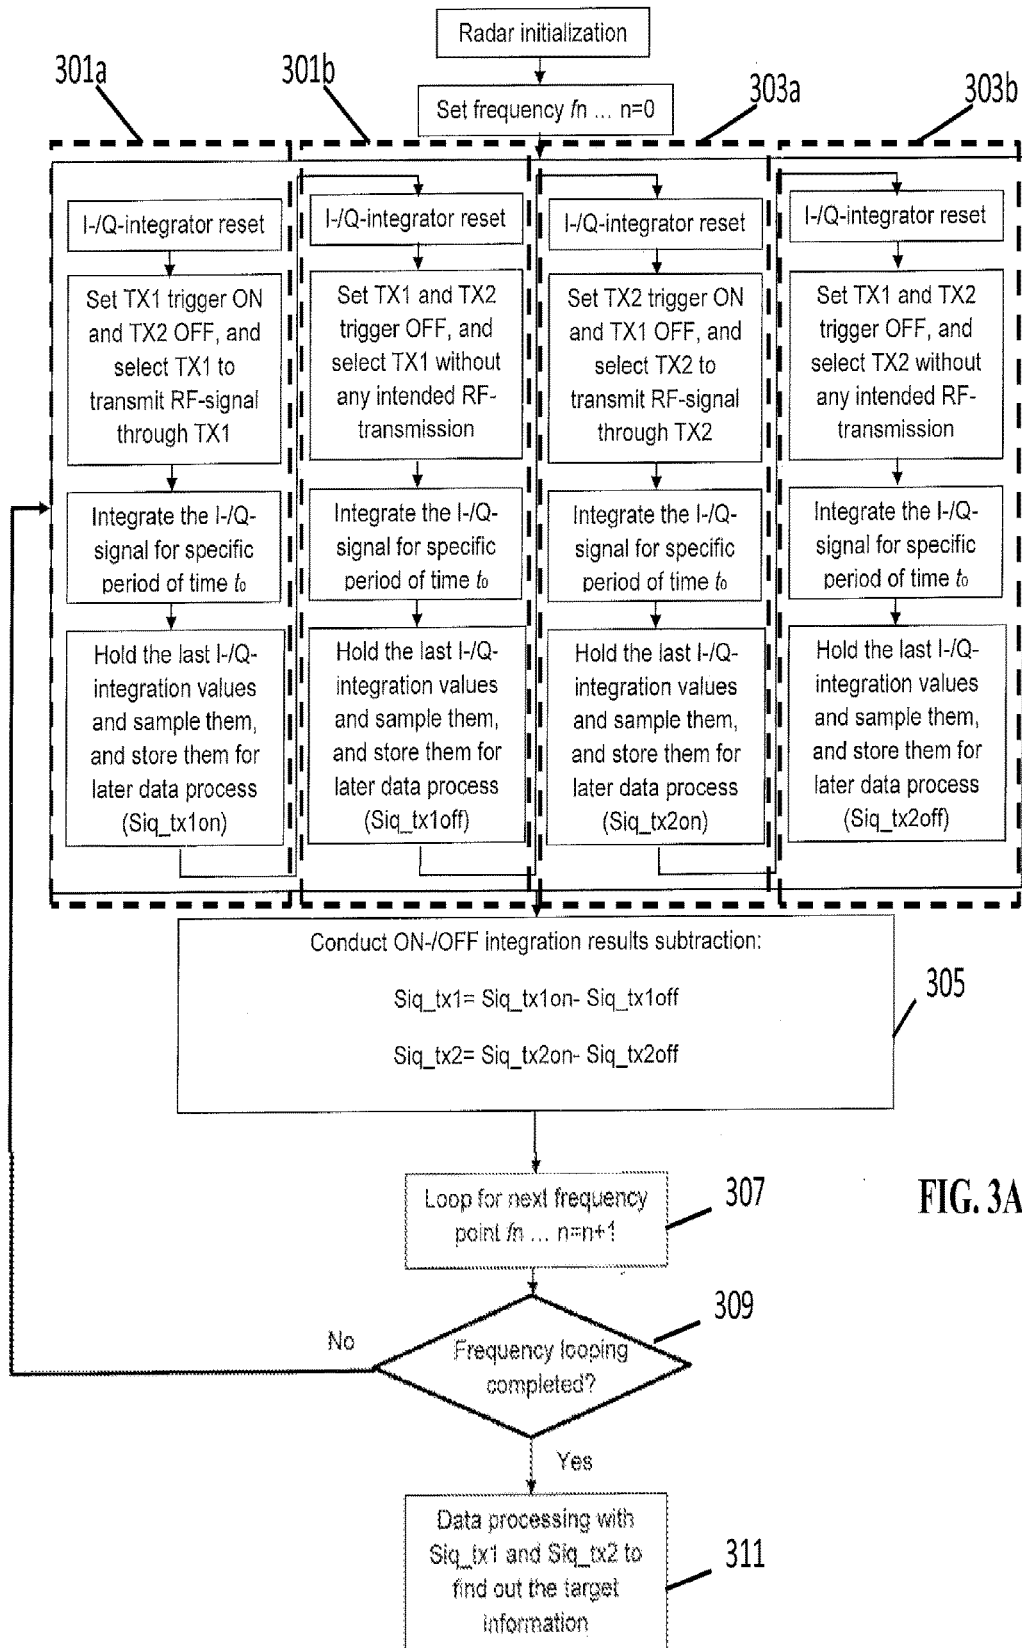 Radar initialization
Set frequency fn ... n=0
301a
301b
303a
303b
I-/Q-integrator reset
Set TX1 trigger ON
and TX2 OFF, and
select TX1 to
transmit RF-signal
through TX1
Integrate the I-/Q-
signal for specific
period of time t₀
Hold the last I-/Q-
integration values
and sample them,
and store them for
later data process
(Siq_tx1on)
I-/Q-integrator reset
Set TX1 and TX2
trigger OFF, and
select TX1 without
any intended RF-
transmission
Integrate the I-/Q-
signal for specific
period of time t₀
Hold the last I-/Q-
integration values
and sample them,
and store them for
later data process
(Siq_tx1off)
I-/Q-integrator reset
Set TX2 trigger ON
and TX1 OFF, and
select TX2 to
transmit RF-signal
through TX2
Integrate the I-/Q-
signal for specific
period of time t₀
Hold the last I-/Q-
integration values
and sample them,
and store them for
later data process
(Siq_tx2on)
I-/Q-integrator reset
Set TX1 and TX2
trigger OFF, and
select TX2 without
any intended RF-
transmission
Integrate the I-/Q-
signal for specific
period of time t₀
Hold the last I-/Q-
integration values
and sample them,
and store them for
later data process
(Siq_tx2off)
Conduct ON-/OFF integration results subtraction:
Siq_tx1= Siq_tx1on- Siq_tx1off
Siq_tx2= Siq_tx2on- Siq_tx2off
305
Loop for next frequency
point fn ... n=n+1
307
FIG. 3A
309
No
Frequency looping
completed?
Yes
Data processing with
Siq_tx1 and Siq_tx2 to
find out the target
information
311